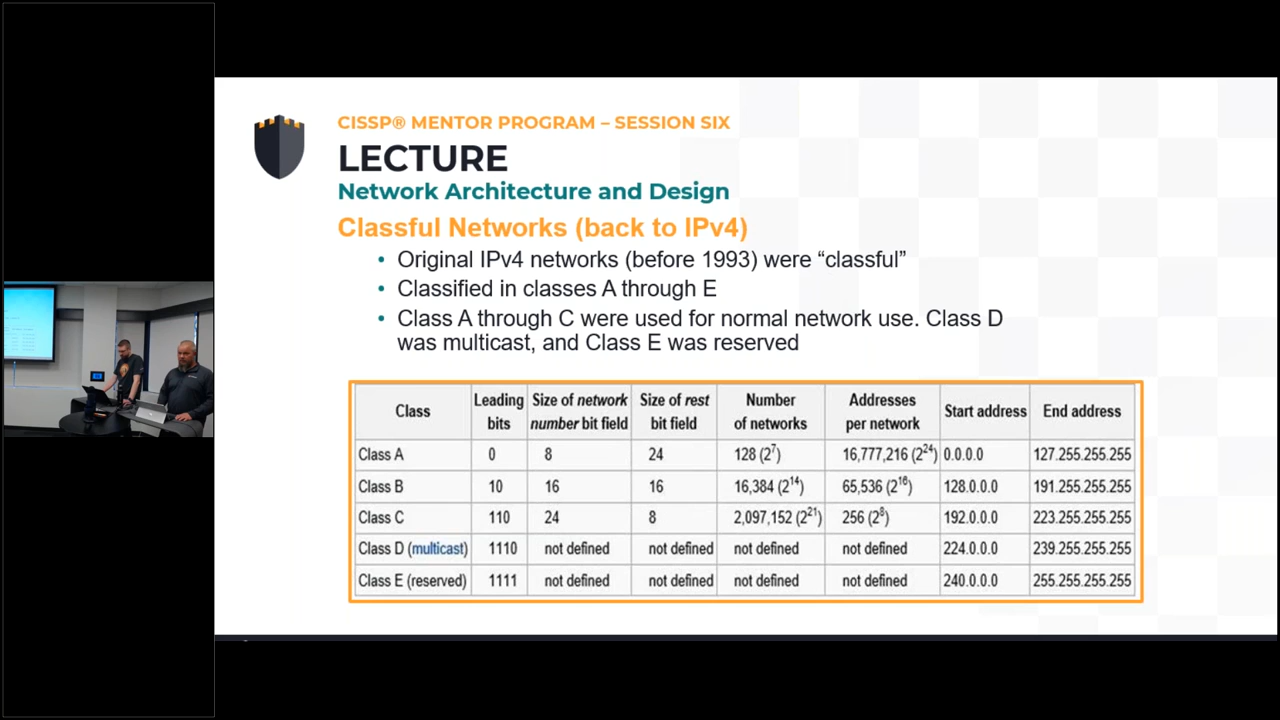 CISSP® MENTOR PROGRAM – SESSION SIX
LECTURE
Network Architecture and Design
Classful Networks (back to IPv4)
• Original IPv4 networks (before 1993) were “classful”
• Classified in classes A through E
• Class A through C were used for normal network use. Class D
was multicast, and Class E was reserved
Class Leading bits Size of network number bit field Size of rest bit field Number of networks Addresses per network Start address End address
Class A 0 8 24 128 (2⁷) 16,777,216 (2²⁴) 0.0.0.0 127.255.255.255
Class B 10 16 16 16,384 (2¹⁴) 65,536 (2¹⁶) 128.0.0.0 191.255.255.255
Class C 110 24 8 2,097,152 (2²¹) 256 (2⁸) 192.0.0.0 223.255.255.255
Class D (multicast) 1110 not defined not defined not defined not defined 224.0.0.0 239.255.255.255
Class E (reserved) 1111 not defined not defined not defined not defined 240.0.0.0 255.255.255.255